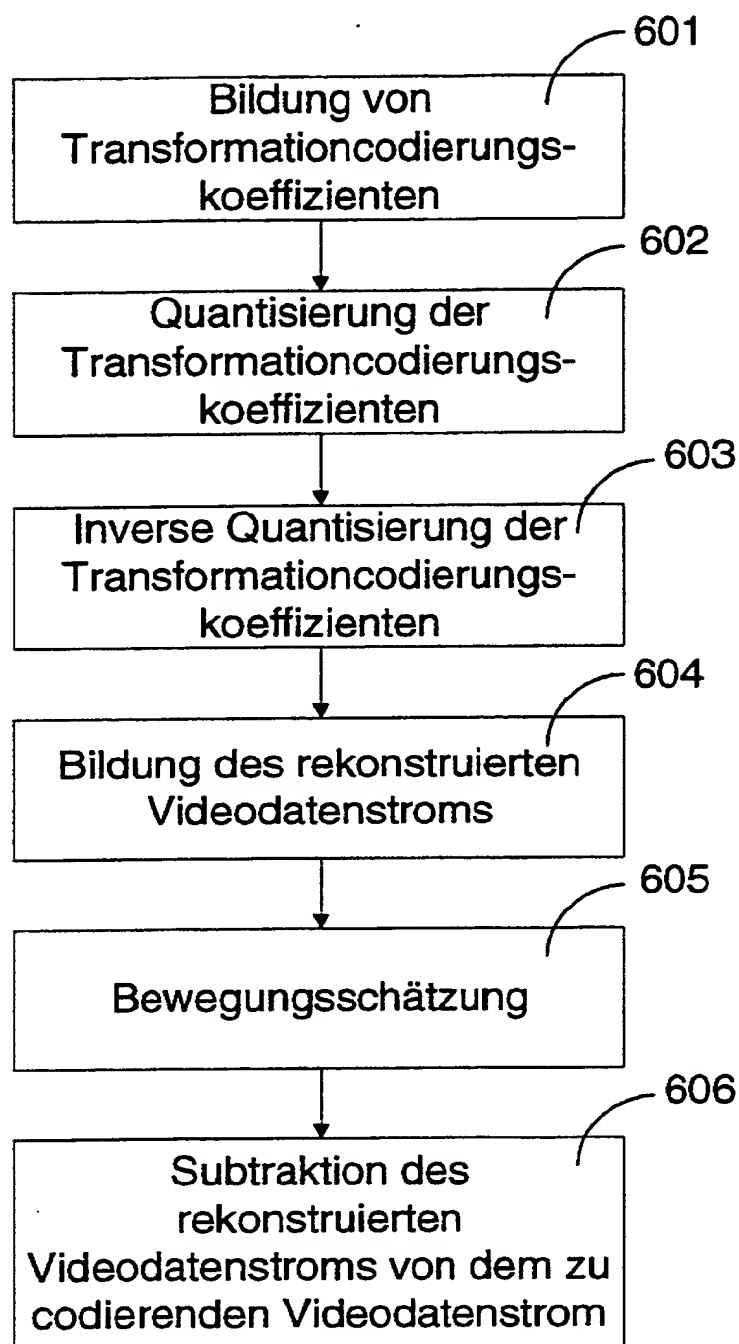 601
Bildung von
Transformationcodierungs-
koeffizienten
602
Quantisierung der
Transformationcodierungs-
koeffizienten
603
Inverse Quantisierung der
Transformationcodierungs-
koeffizienten
604
Bildung des rekonstruierten
Videodatenstroms
605
Bewegungsschätzung
606
Subtraktion des
rekonstruierten
Videodatenstroms von dem zu
codierenden Videodatenstrom